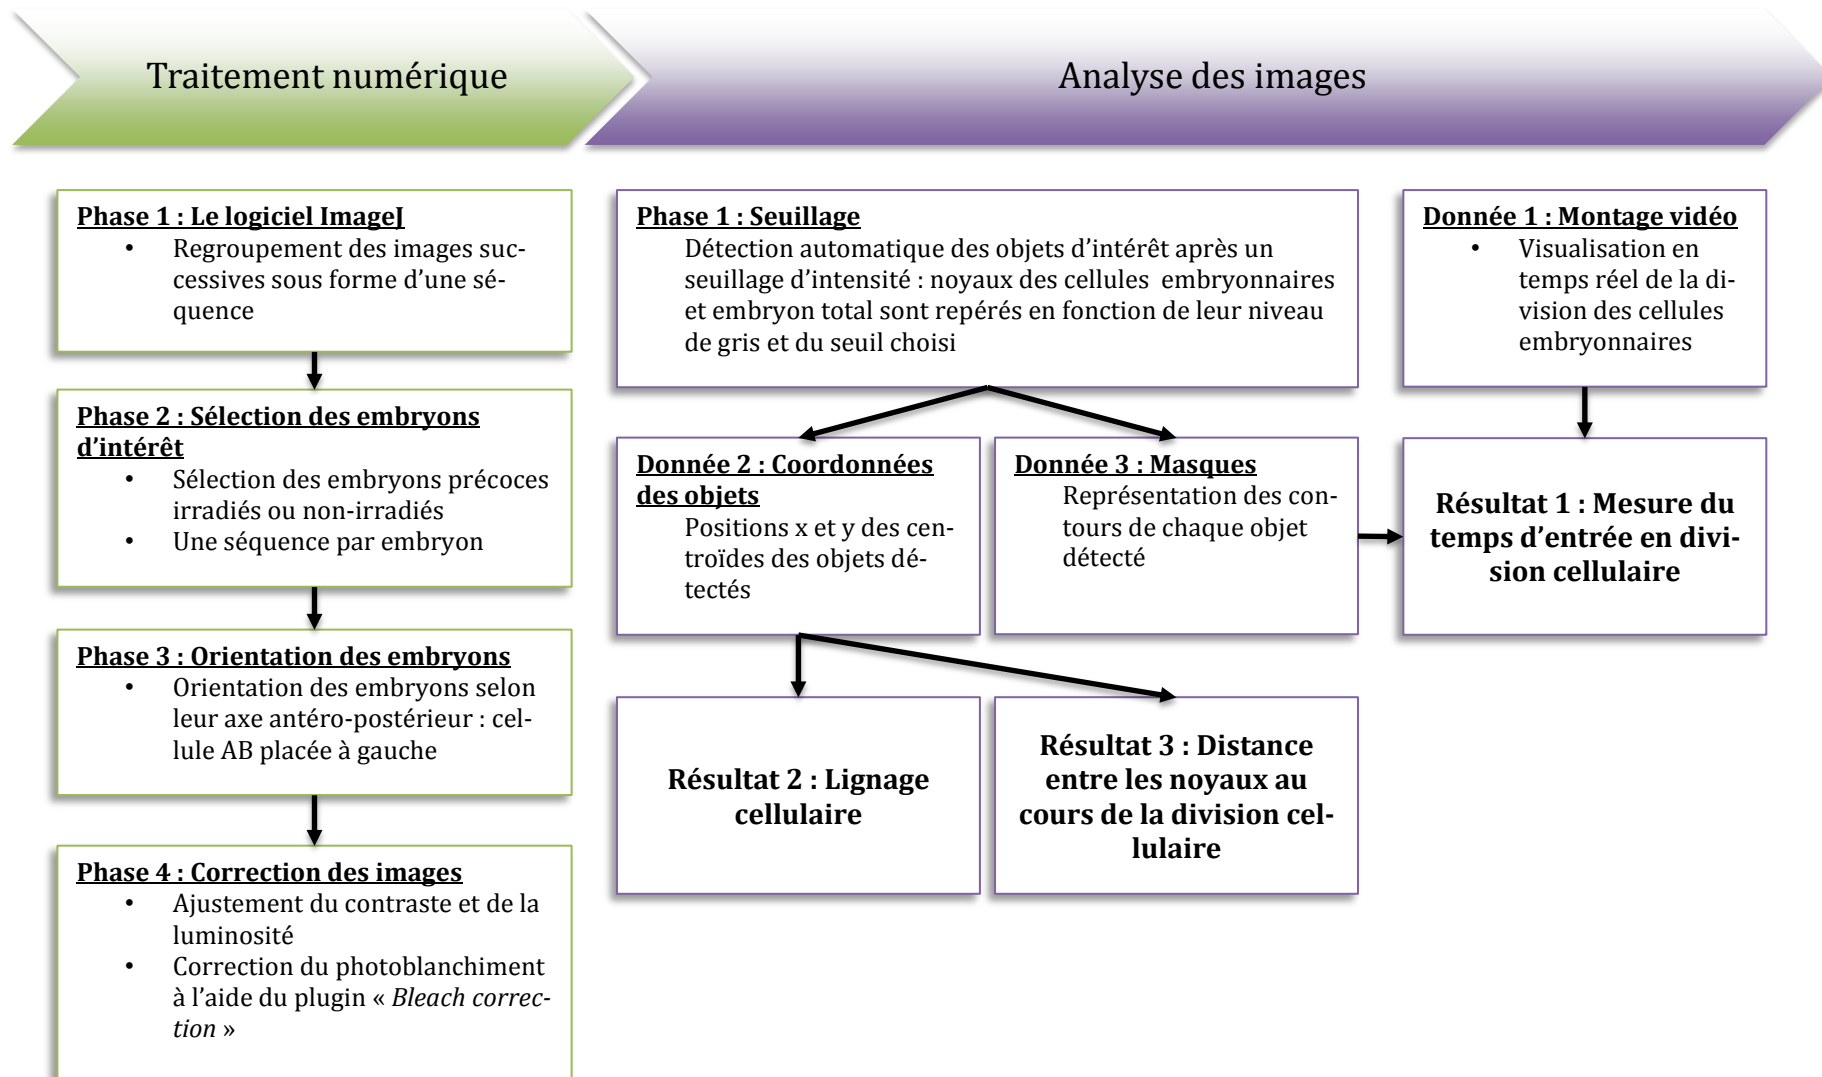 Traitement numérique
Analyse des images
Phase 1 : Le logiciel ImageJ
• Regroupement des images suc-
cessives sous forme d'une sé-
quence
Phase 2 : Sélection des embryons
d'intérêt
• Sélection des embryons précoces
irradiés ou non-irradiés
• Une séquence par embryon
Phase 3 : Orientation des embryons
• Orientation des embryons selon
leur axe antéro-postérieur : cel-
lule AB placée à gauche
Phase 4 : Correction des images
• Ajustement du contraste et de la
luminosité
• Correction du photoblanchiment
à l'aide du plugin « Bleach correc-
tion »
Phase 1 : Seuillage
Détection automatique des objets d'intérêt après un
seuillage d'intensité : noyaux des cellules embryonnaires
et embryon total sont repérés en fonction de leur niveau
de gris et du seuil choisi
Donnée 1 : Montage vidéo
• Visualisation en
temps réel de la di-
vision des cellules
embryonnaires
Donnée 2 : Coordonnées
des objets
Positions x et y des cen-
troïdes des objets dé-
tectés
Donnée 3 : Masques
Représentation des con-
tours de chaque objet
détecté
Résultat 1 : Mesure du
temps d'entrée en divi-
sion cellulaire
Résultat 2 : Lignage
cellulaire
Résultat 3 : Distance
entre les noyaux au
cours de la division cel-
lulaire